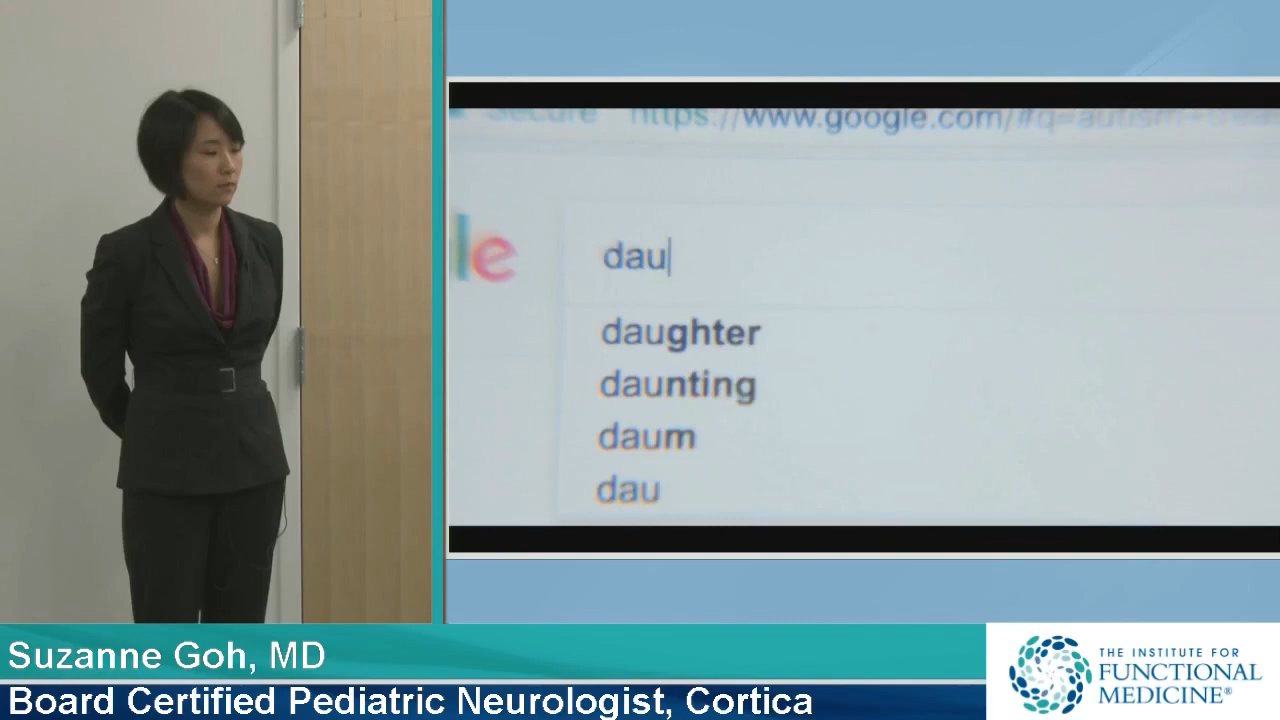 Secure https://www.google.com/#q=autism
le
dau
daughter
daunting
daum
dau
Suzanne Goh, MD
Board Certified Pediatric Neurologist, Cortica
THE INSTITUTE FOR
FUNCTIONAL
MEDICINE®